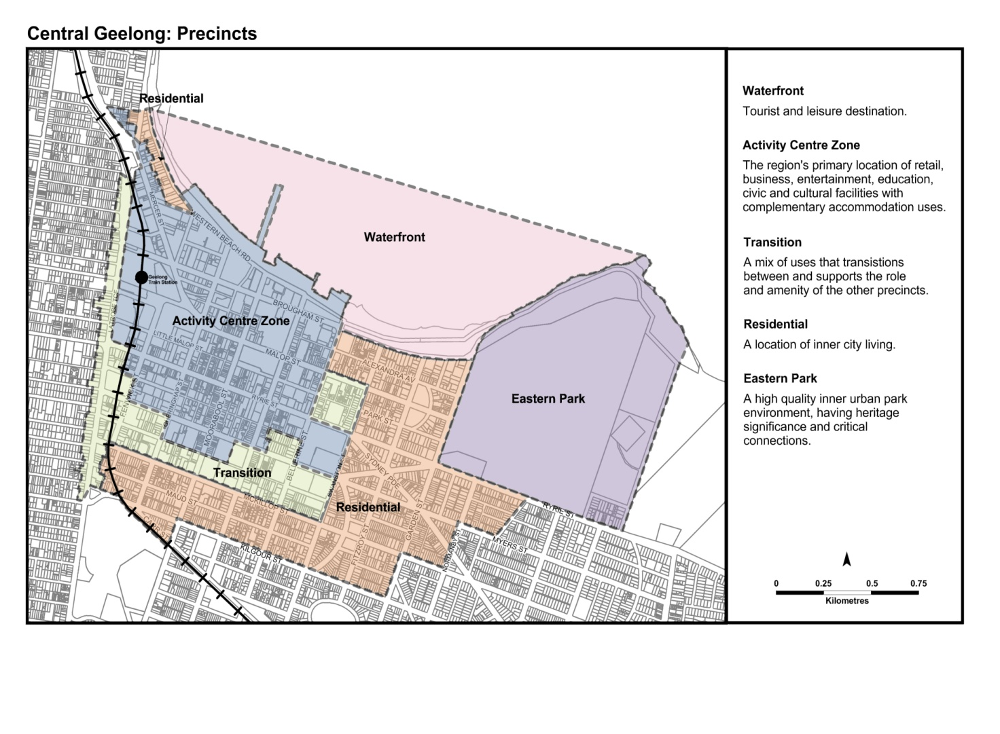 Central Geelong: Precincts
Residential
MERCER ST
WESTERN BEACH RD
Waterfront
Geelong
Train Station
LATROBE TCE
Activity Centre Zone
BROUGHAM ST
LITTLE MALOP ST
MALOP ST
ALEXANDRA AV
FENWICK ST
GHERINGHAP ST
MOORABOOL ST
RYRIE ST
PARK ST
Eastern Park
BELLERINE ST
SWANSTON ST
Transition
SYDNEY PDE
MAUD ST
MCKILLOP ST
Residential
GARDEN ST
RYRIE ST
KILGOUR ST
FITZROY ST
NORMANBY ST
MYERS ST
Waterfront
Tourist and leisure destination.
Activity Centre Zone
The region's primary location of retail,
business, entertainment, education,
civic and cultural facilities with
complementary accommodation uses.
Transition
A mix of uses that transistions
between and supports the role
and amenity of the other precincts.
Residential
A location of inner city living.
Eastern Park
A high quality inner urban park
environment, having heritage
significance and critical
connections.
0 0.25 0.5 0.75
Kilometres